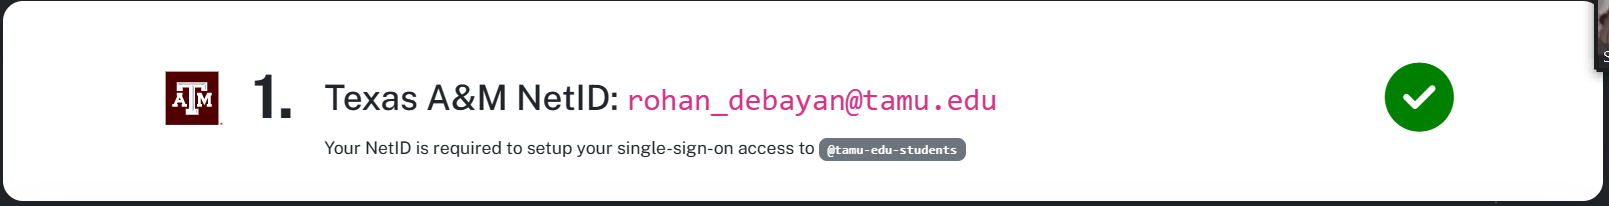 ATM
1.
Texas A&M NetID: rohan_debayan@tamu.edu
Your NetID is required to setup your single-sign-on access to @tamu-edu-students
S